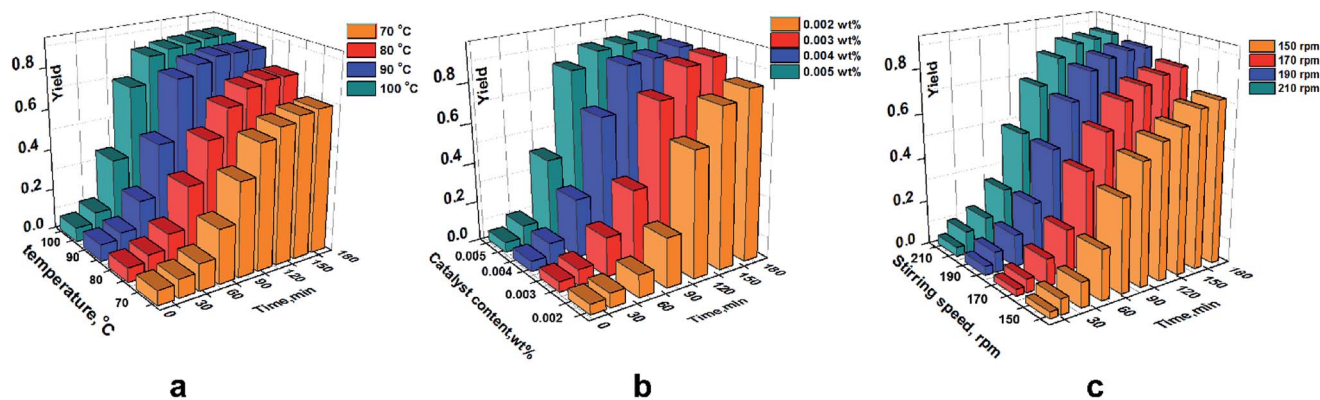 70 °C
80 °C
90 °C
100 °C
Yield
0.8
0.6
0.4
0.2
0.0
100
90
80
70
temperature, °C
0
30
60
90
120
150
180
Time,min
a
0.002 wt%
0.003 wt%
0.004 wt%
0.005 wt%
Yield
0.8
0.6
0.4
0.2
0.0
0.005
0.004
0.003
0.002
Catalyst content,wt%
0
30
60
90
120
150
180
Time,min
b
150 rpm
170 rpm
190 rpm
210 rpm
Yield
0.8
0.6
0.4
0.2
0.0
210
190
170
150
Stirring speed, rpm
0
30
60
90
120
150
180
Time,min
c